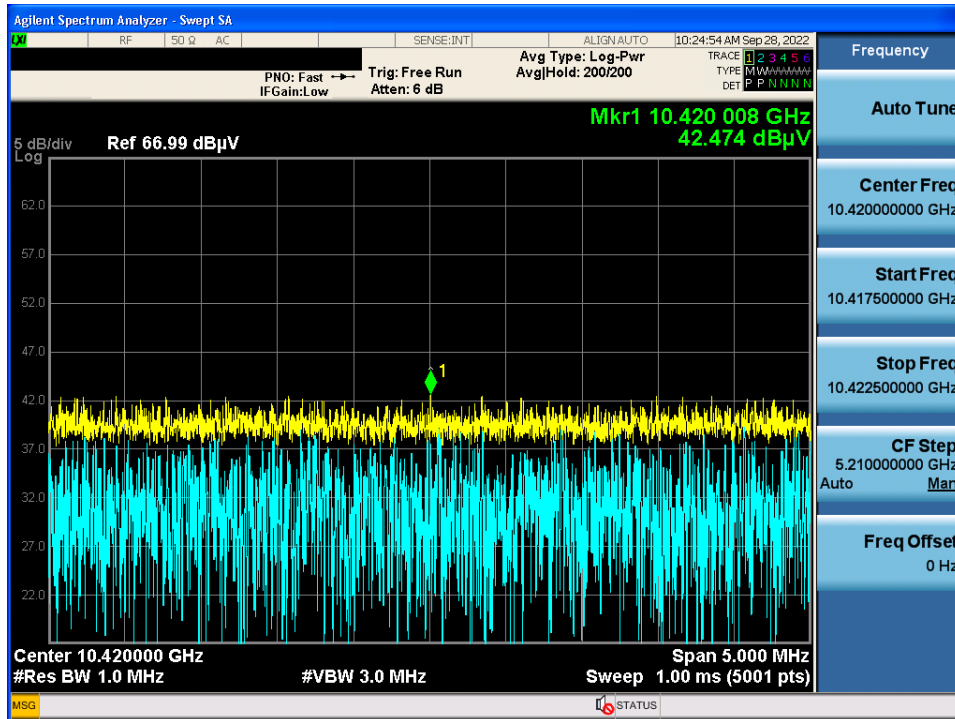 Agilent Spectrum Analyzer - Swept SA
LXI RF 50 Ω AC SENSE:INT ALIGN AUTO 10:24:54 AM Sep 28, 2022
PNO: Fast IFGain:Low
Trig: Free Run
Atten: 6 dB
Avg Type: Log-Pwr
Avg|Hold: 200/200
TRACE 1 2 3 4 5 6
TYPE M W W W W W
DET P P N N N N
Mkr1 10.420 008 GHz
42.474 dBµV
5 dB/div Ref 66.99 dBµV
Log
62.0
57.0
52.0
47.0
1
42.0
37.0
32.0
27.0
22.0
Center 10.420000 GHz Span 5.000 MHz
#Res BW 1.0 MHz #VBW 3.0 MHz Sweep 1.00 ms (5001 pts)
MSG STATUS
Frequency
Auto Tune
Center Freq
10.420000000 GHz
Start Freq
10.417500000 GHz
Stop Freq
10.422500000 GHz
CF Step
5.210000000 GHz
Auto Man
Freq Offset
0 Hz